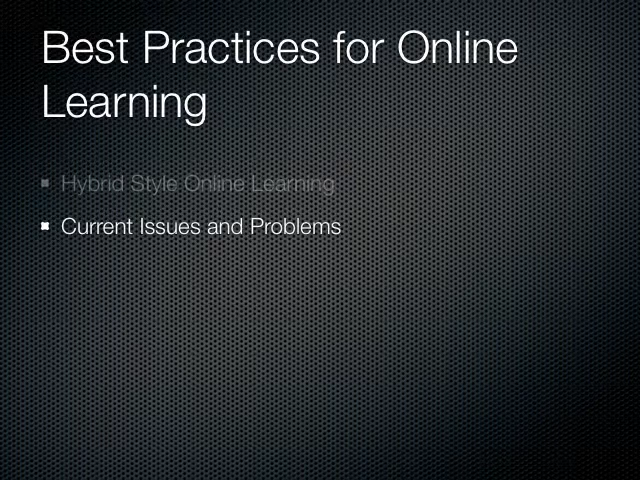 Best Practices for Online
Learning
Hybrid Style Online Learning
Current Issues and Problems